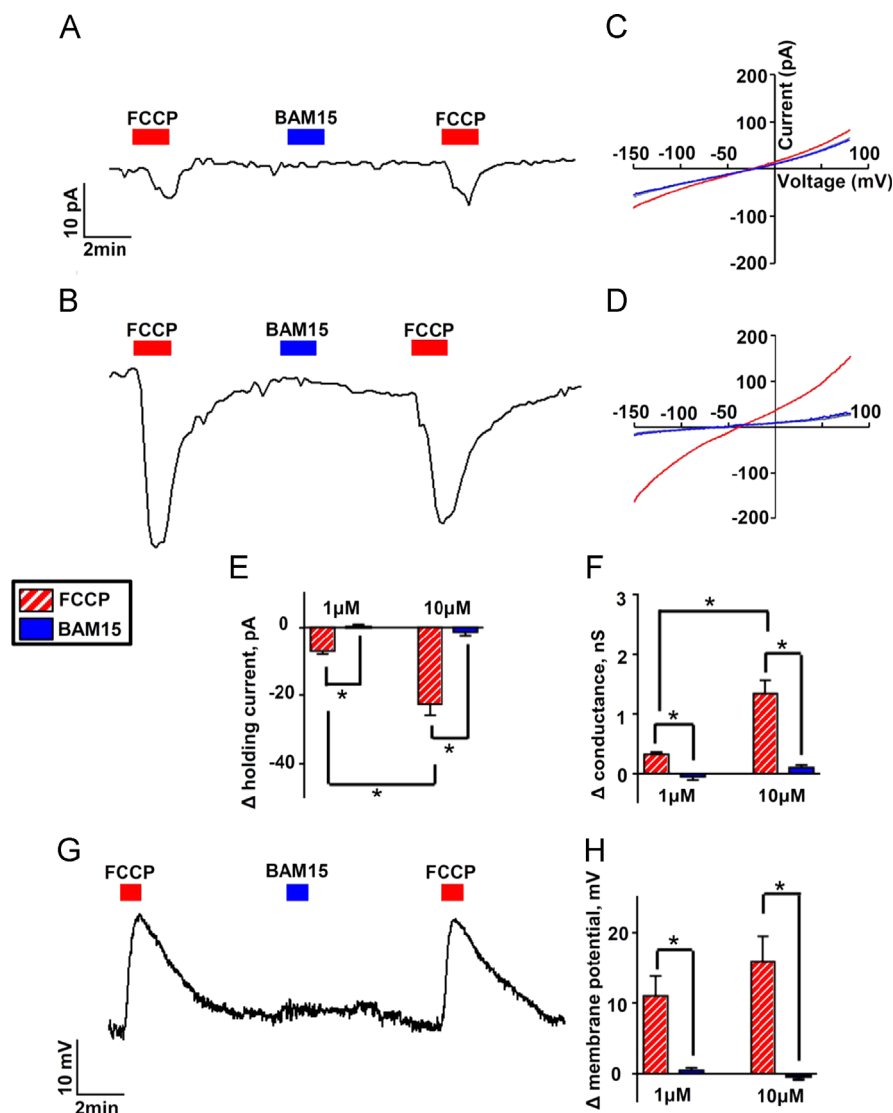 A
FCCP
BAM15
FCCP
10 pA
2min
C
200
100
-150
-50
100
-100
-200
Current (pA)
Voltage (mV)
B
FCCP
BAM15
FCCP
D
200
100
-150
-100
-50
100
-100
-200
FCCP
BAM15
E
1µM
10µM
0
-20
-40
Δ holding current, pA
*
*
*
F
3
2
1
0
Δ conductance, nS
*
*
*
1µM
10µM
G
FCCP
BAM15
FCCP
10 mV
2min
H
20
10
0
Δ membrane potential, mV
*
*
1µM
10µM